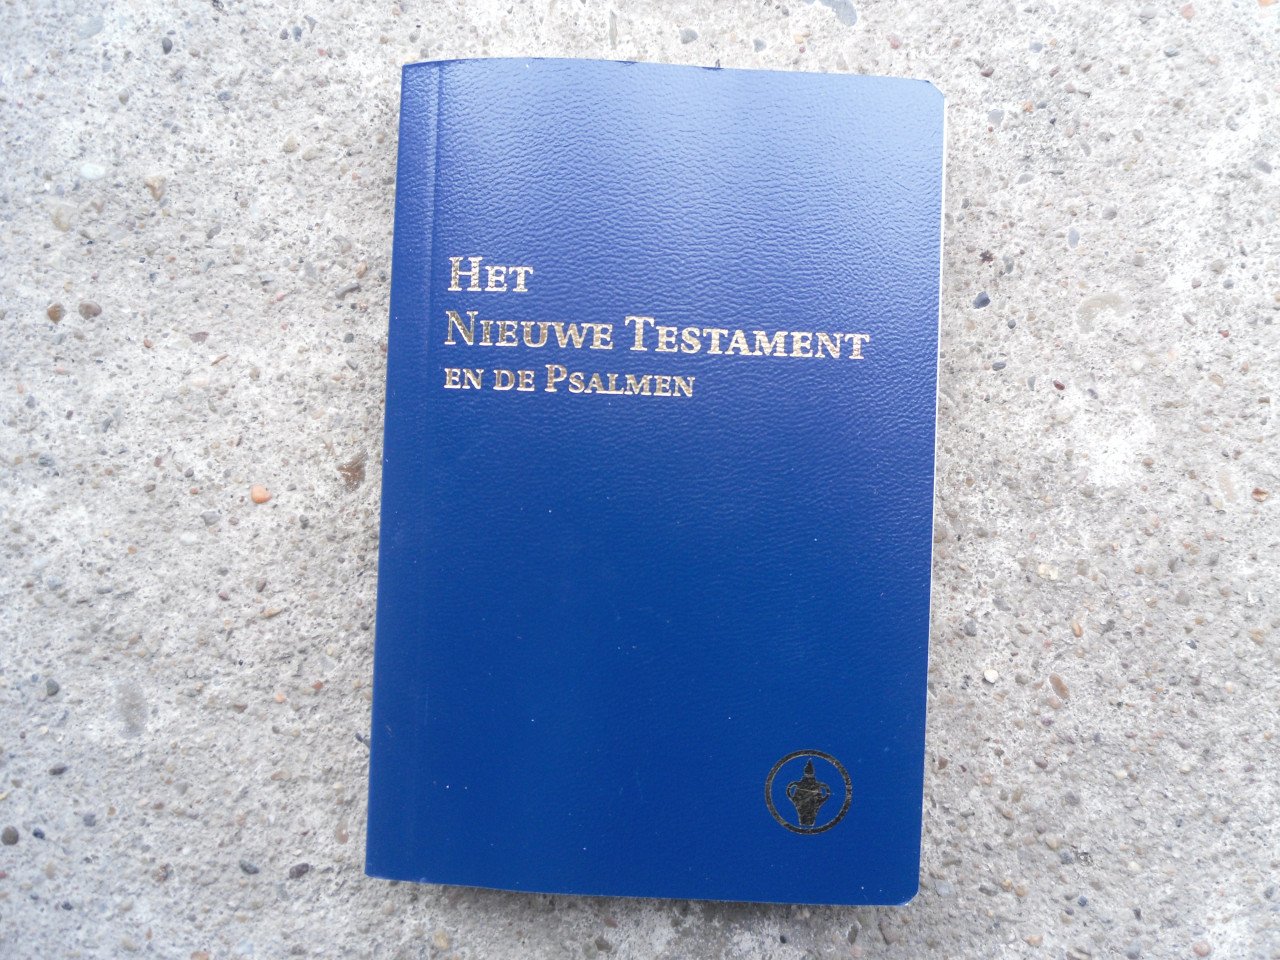 Het
Nieuwe Testament
en de Psalmen